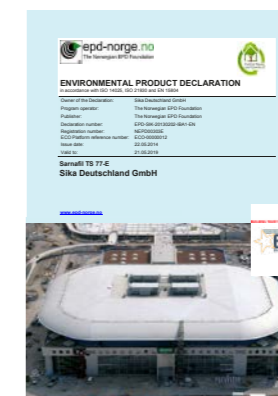 epd-norge.no
The Norwegian EPD Foundation
ENVIRONMENTAL PRODUCT DECLARATION
in accordance with ISO 14025, ISO 21930 and EN 15804
Owner of the Declaration: Sika Deutschland GmbH
Program operator: The Norwegian EPD Foundation
Publisher: The Norwegian EPD Foundation
Declaration number:
Registration number:
ECO Platform reference number:
Issue date: 22.05.2014
Valid to: 21.05.2019
Sarnafil TS 77-E
Sika Deutschland GmbH
www.epd-norge.no